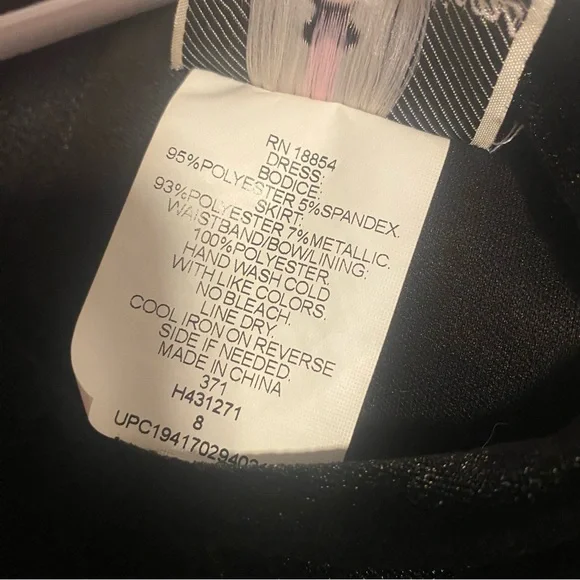 RN 18854
DRESS:
BODICE:
95%POLYESTER 5%SPANDEX.
SKIRT:
93%POLYESTER 7%METALLIC.
WAISTBAND/BOW/LINING:
100%POLYESTER.
HAND WASH COLD
WITH LIKE COLORS.
NO BLEACH.
LINE DRY.
COOL IRON ON REVERSE
SIDE IF NEEDED.
MADE IN CHINA
371
H431271
8